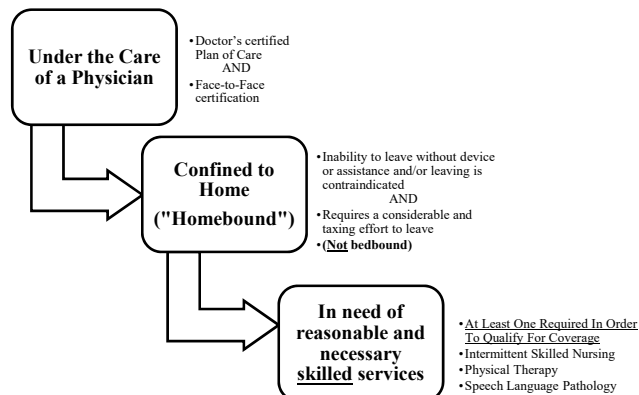 Under the Care
of a Physician
•Doctor's certified
Plan of Care
AND
•Face-to-Face
certification
Confined to
Home
("Homebound")
•Inability to leave without device
or assistance and/or leaving is
contraindicated
AND
•Requires a considerable and
taxing effort to leave
•(Not bedbound)
In need of
reasonable and
necessary
skilled services
•At Least One Required In Order
To Qualify For Coverage
•Intermittent Skilled Nursing
•Physical Therapy
•Speech Language Pathology